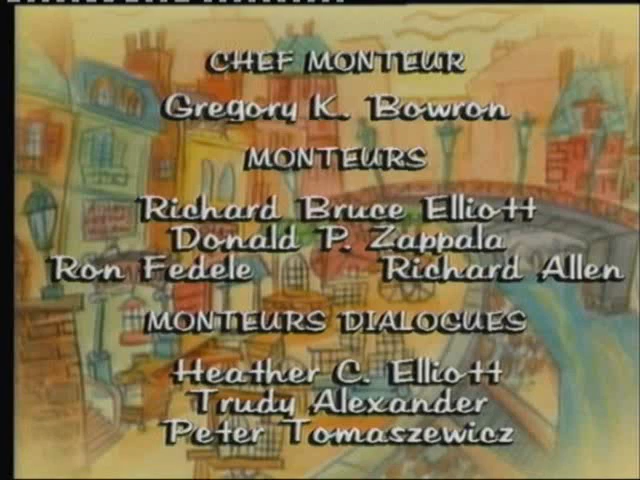 CHEF MONTEUR
Gregory K. Bowron
MONTEURS
Richard Bruce Elliott
Donald P. Zappala
Ron Fedele Richard Allen
MONTEURS DIALOGUES
Heather C. Elliott
Trudy Alexander
Peter Tomaszewicz